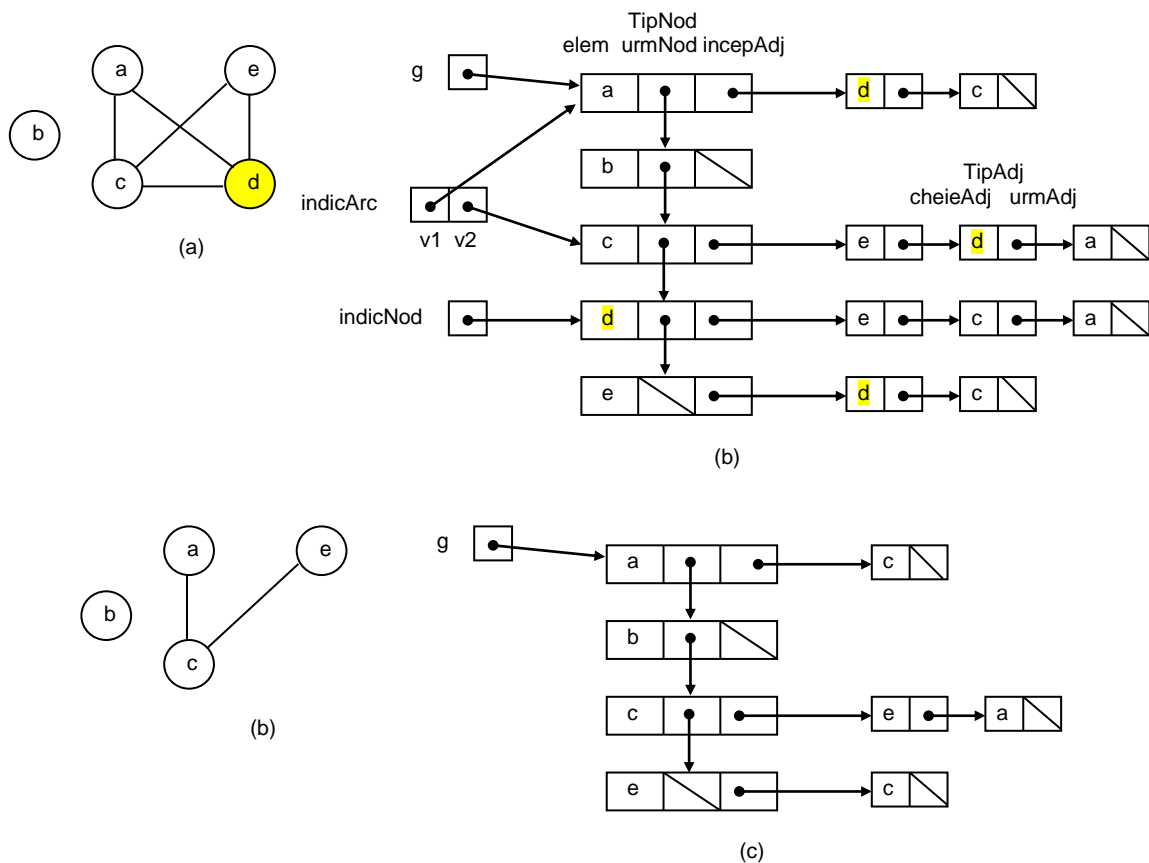 TipNod
elem urmNod incepAdj
a e
g
a d c
b
b
c d
TipAdj
cheieAdj urmAdj
indicArc
v1 v2
c e d a
(a)
indicNod
d e c a
e d c
(b)
g
a e
a c
b
b
c
c e a
(b)
e c
(c)